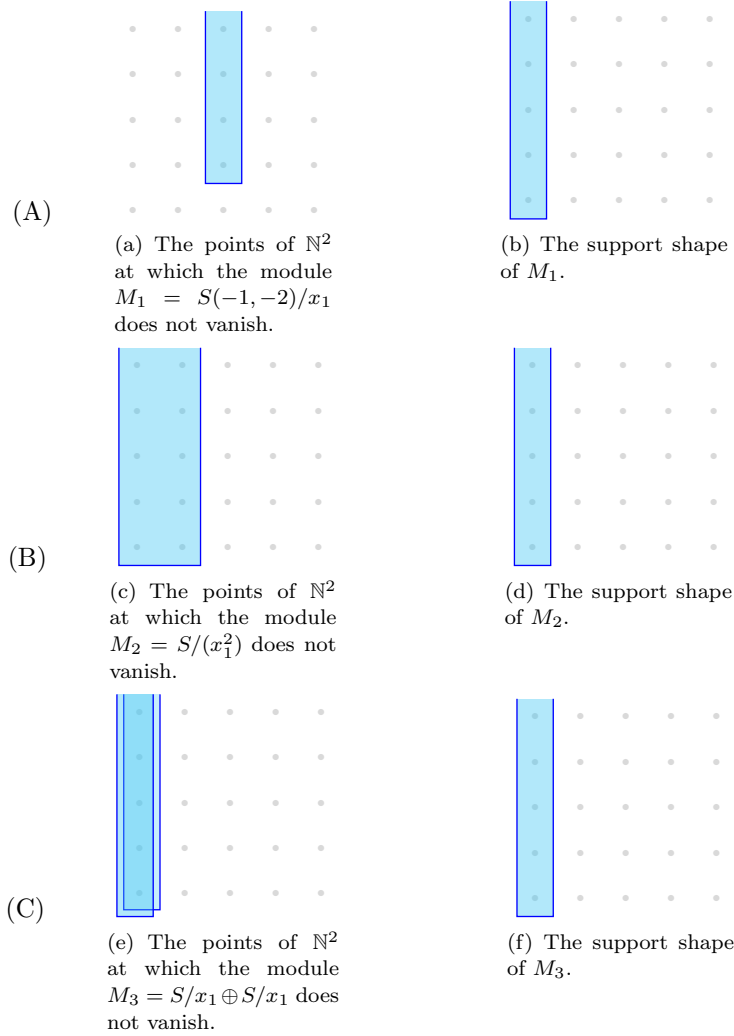 (A)
(a) The points of ℕ²
at which the module
M₁ = S(−1, −2)/x₁
does not vanish.
(b) The support shape
of M₁.
(B)
(c) The points of ℕ²
at which the module
M₂ = S/(x₁²) does not
vanish.
(d) The support shape
of M₂.
(C)
(e) The points of ℕ²
at which the module
M₃ = S/x₁ ⊕ S/x₁ does
not vanish.
(f) The support shape
of M₃.